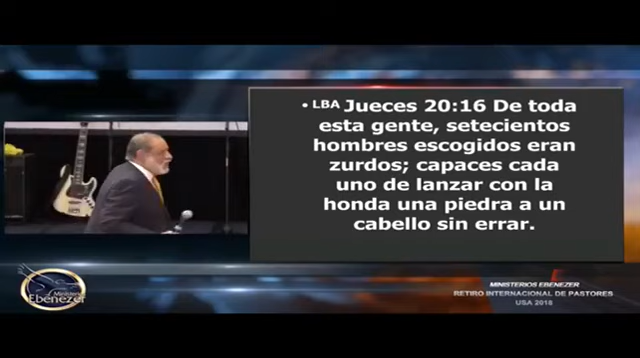 • LBA Jueces 20:16 De toda
esta gente, setecientos
hombres escogidos eran
zurdos; capaces cada
uno de lanzar con la
honda una piedra a un
cabello sin errar.
Ministerios
Ebenezer
MINISTERIOS EBENEZER
RETIRO INTERNACIONAL DE PASTORES
USA 2018